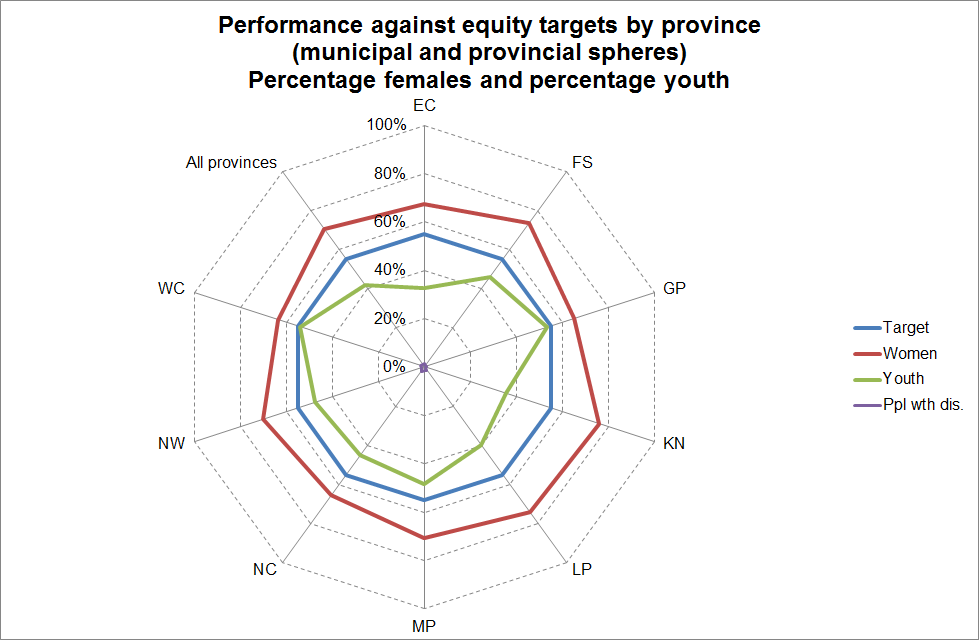 Performance against equity targets by province
(municipal and provincial spheres)
Percentage females and percentage youth
EC
100%
All provinces
FS
80%
60%
40%
WC
GP
20%
0%
Target
Women
Youth
Ppl wth dis.
NW
KN
NC
LP
MP